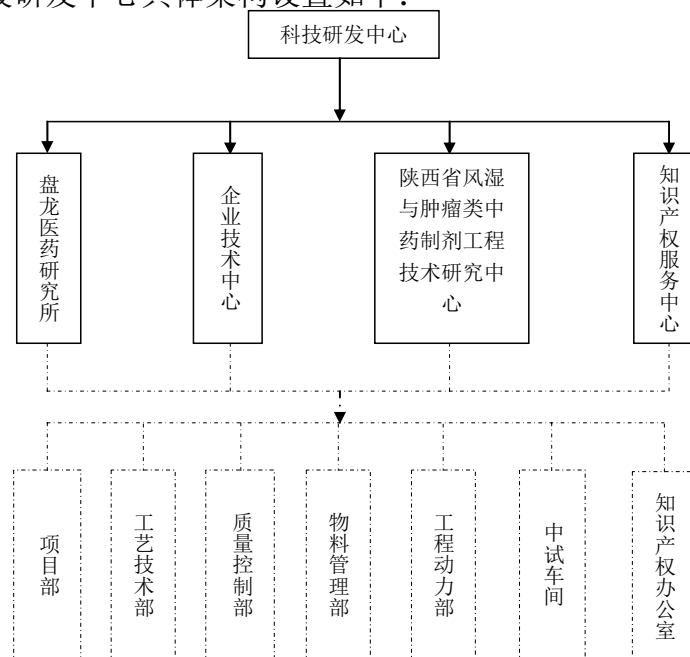 研发中心具体架构设置如下：
科技研发中心
盘龙医药研究所
企业技术中心
陕西省风湿
与肿瘤类中
药制剂工程
技术研究中
心
知识产权服务中心
项目部
工艺技术部
质量控制部
物料管理部
工程动力部
中试车间
知识产权办公室